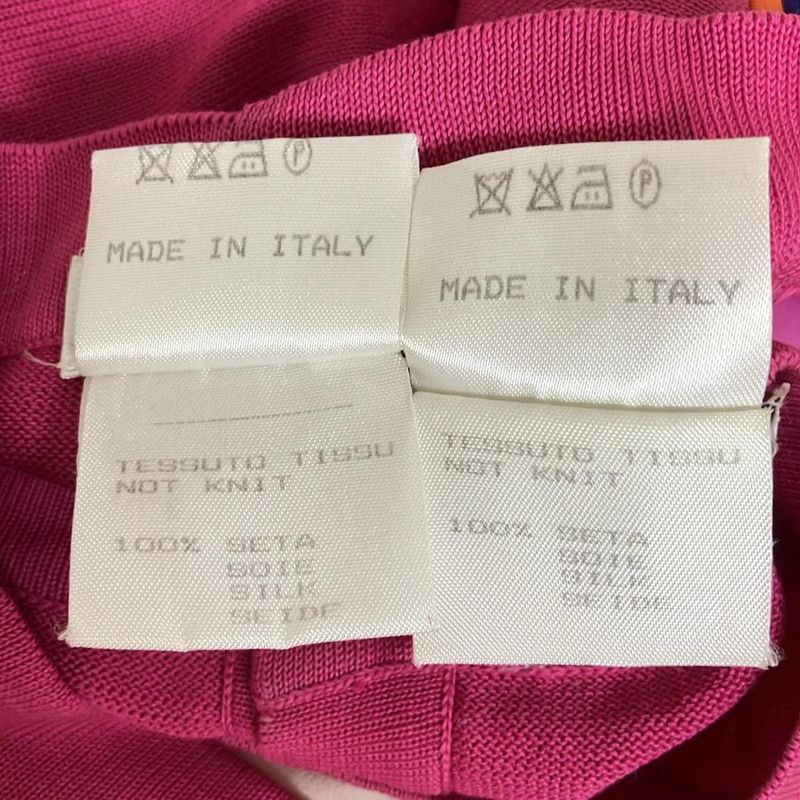 P
MADE IN ITALY
TESSUTO TISSU
NOT KNIT
100% SETA
SOIE
SILK
SEIDE
P
MADE IN ITALY
TESSUTO TISSU
NOT KNIT
100% SETA
SOIE
SILK
SEIDE